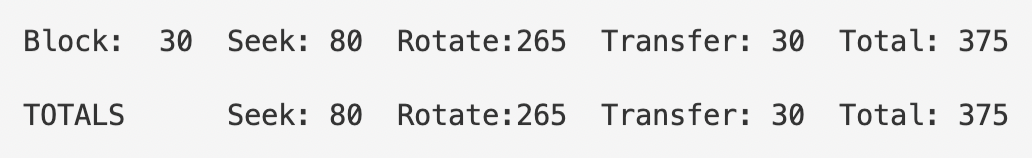 Block:  30  Seek: 80  Rotate:265  Transfer: 30  Total: 375
TOTALS      Seek: 80  Rotate:265  Transfer: 30  Total: 375